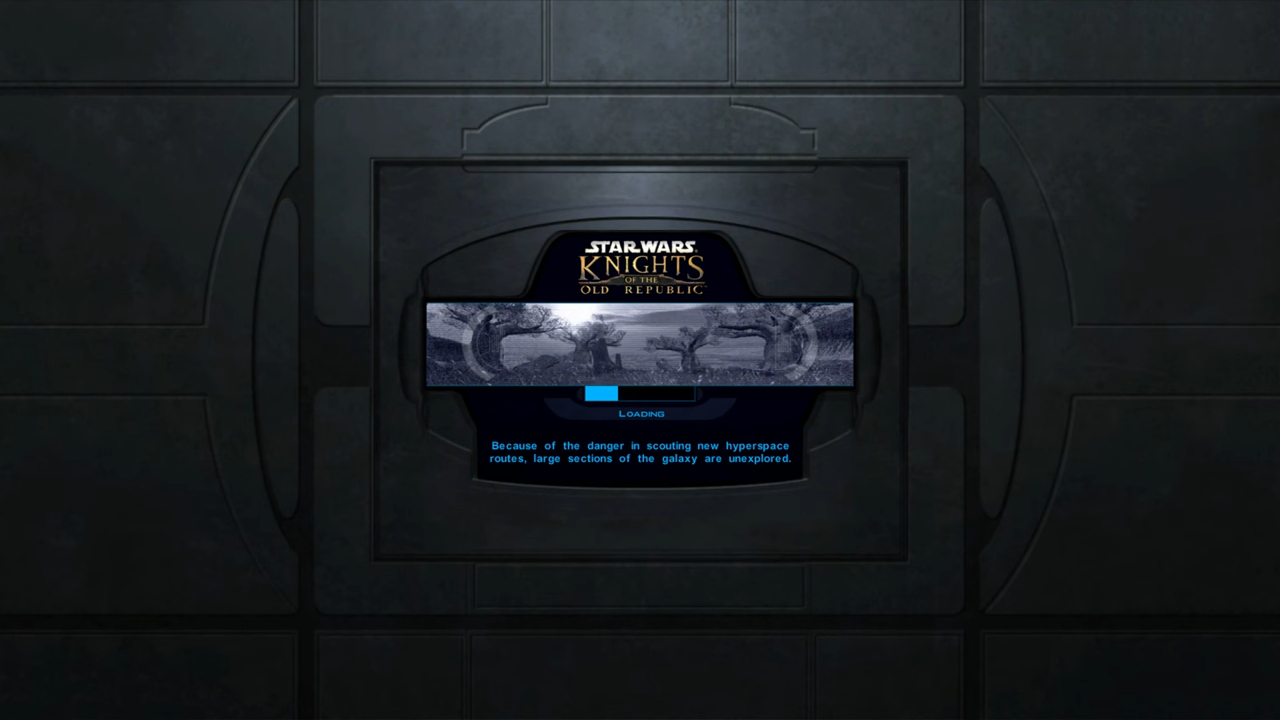 STAR WARS
KNIGHTS
OF THE
OLD REPUBLIC
LOADING
Because of the danger in scouting new hyperspace
routes, large sections of the galaxy are unexplored.